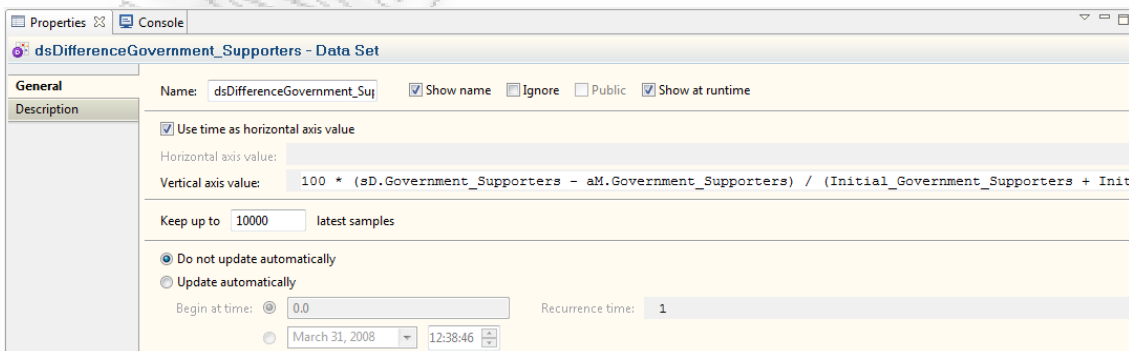 Properties Console
dsDifferenceGovernment_Supporters - Data Set
General
Description
Name: dsDifferenceGovernment_Sup Show name Ignore Public Show at runtime
Use time as horizontal axis value
Horizontal axis value:
Vertical axis value: 100 * (sD.Government_Supporters - aM.Government_Supporters) / (Initial_Government_Supporters + Init
Keep up to 10000 latest samples
Do not update automatically
Update automatically
Begin at time: 0.0 Recurrence time: 1
March 31, 2008 12:38:46